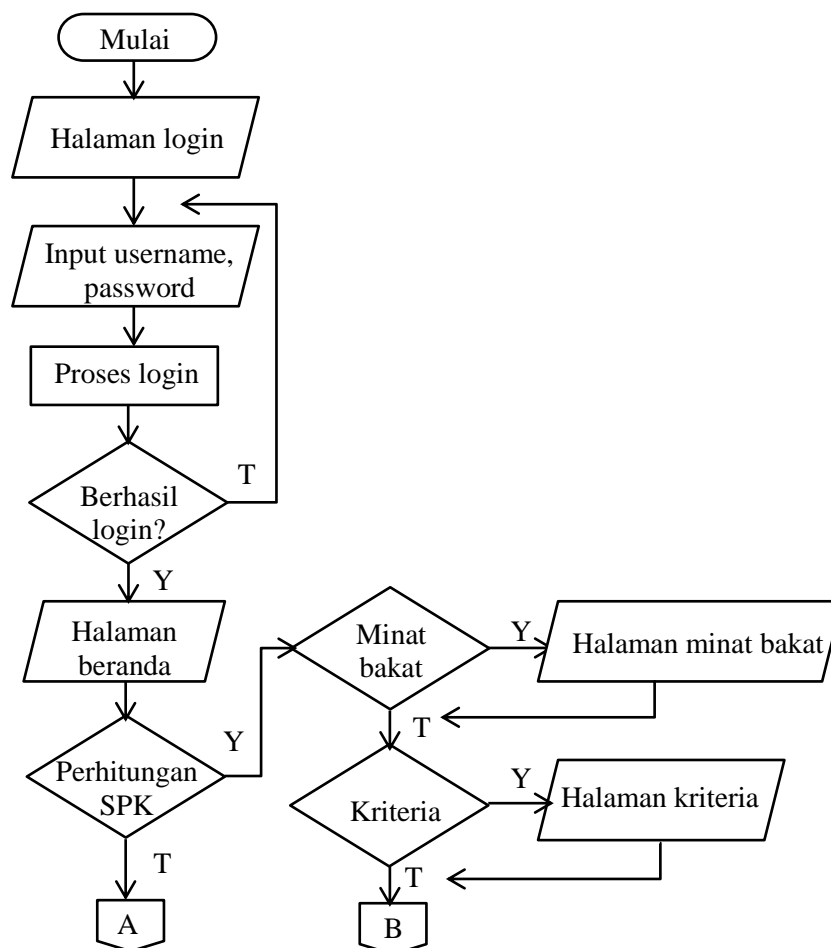 Mulai
Halaman login
Input username,
password
Proses login
Berhasil
login?
T
Y
Halaman
beranda
Perhitungan
SPK
Y
T
A
Minat
bakat
Y
Halaman minat bakat
T
Kriteria
Y
Halaman kriteria
T
B